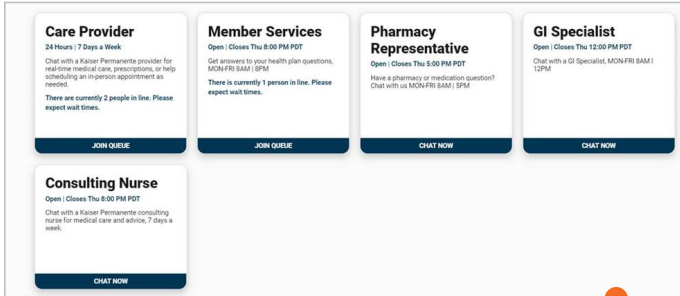 Care Provider
24 Hours | 7 Days a Week
Chat with a Kaiser Permanente provider for
real-time medical care, prescriptions, or help
scheduling an in-person appointment as
needed.
There are currently 2 people in line. Please
expect wait times.
JOIN QUEUE
Member Services
Open | Closes Thu 8:00 PM PDT
Get answers to your health plan questions,
MON-FRI 8AM | 8PM
There is currently 1 person in line. Please
expect wait times.
JOIN QUEUE
Pharmacy
Representative
Open | Closes Thu 5:00 PM PDT
Have a pharmacy or medication question?
Chat with us MON-FRI 8AM | 5PM
CHAT NOW
GI Specialist
Open | Closes Thu 12:00 PM PDT
Chat with a GI Specialist, MON-FRI 8AM |
12PM
CHAT NOW
Consulting Nurse
Open | Closes Thu 8:00 PM PDT
Chat with a Kaiser Permanente consulting
nurse for medical care and advice, 7 days a
week.
CHAT NOW